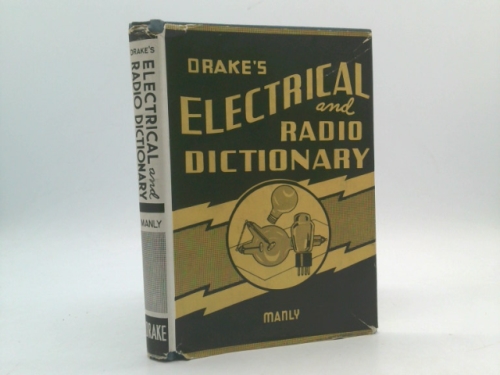 DRAKE'S
ELECTRICAL and
RADIO DICTIONARY
MANLY
DRAKE
DRAKE'S
ELECTRICAL
and
RADIO
DICTIONARY
MANLY